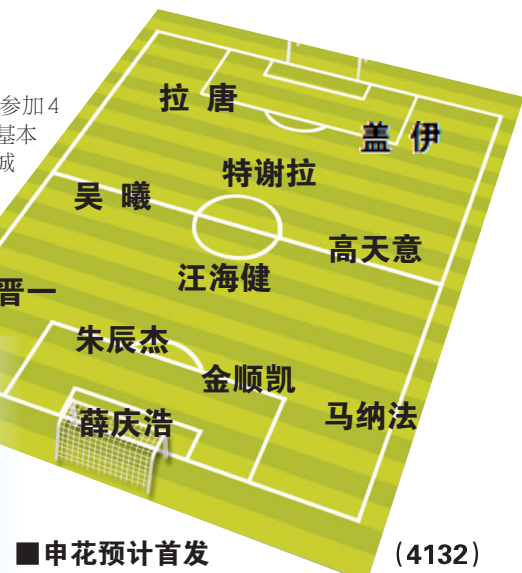 参加4
基本
城
拉 唐
盖 伊
特谢拉
吴 曦
高天意
汪海健
晋一
朱辰杰
金顺凯
马纳法
薛庆浩
■申花预计首发 (4132)